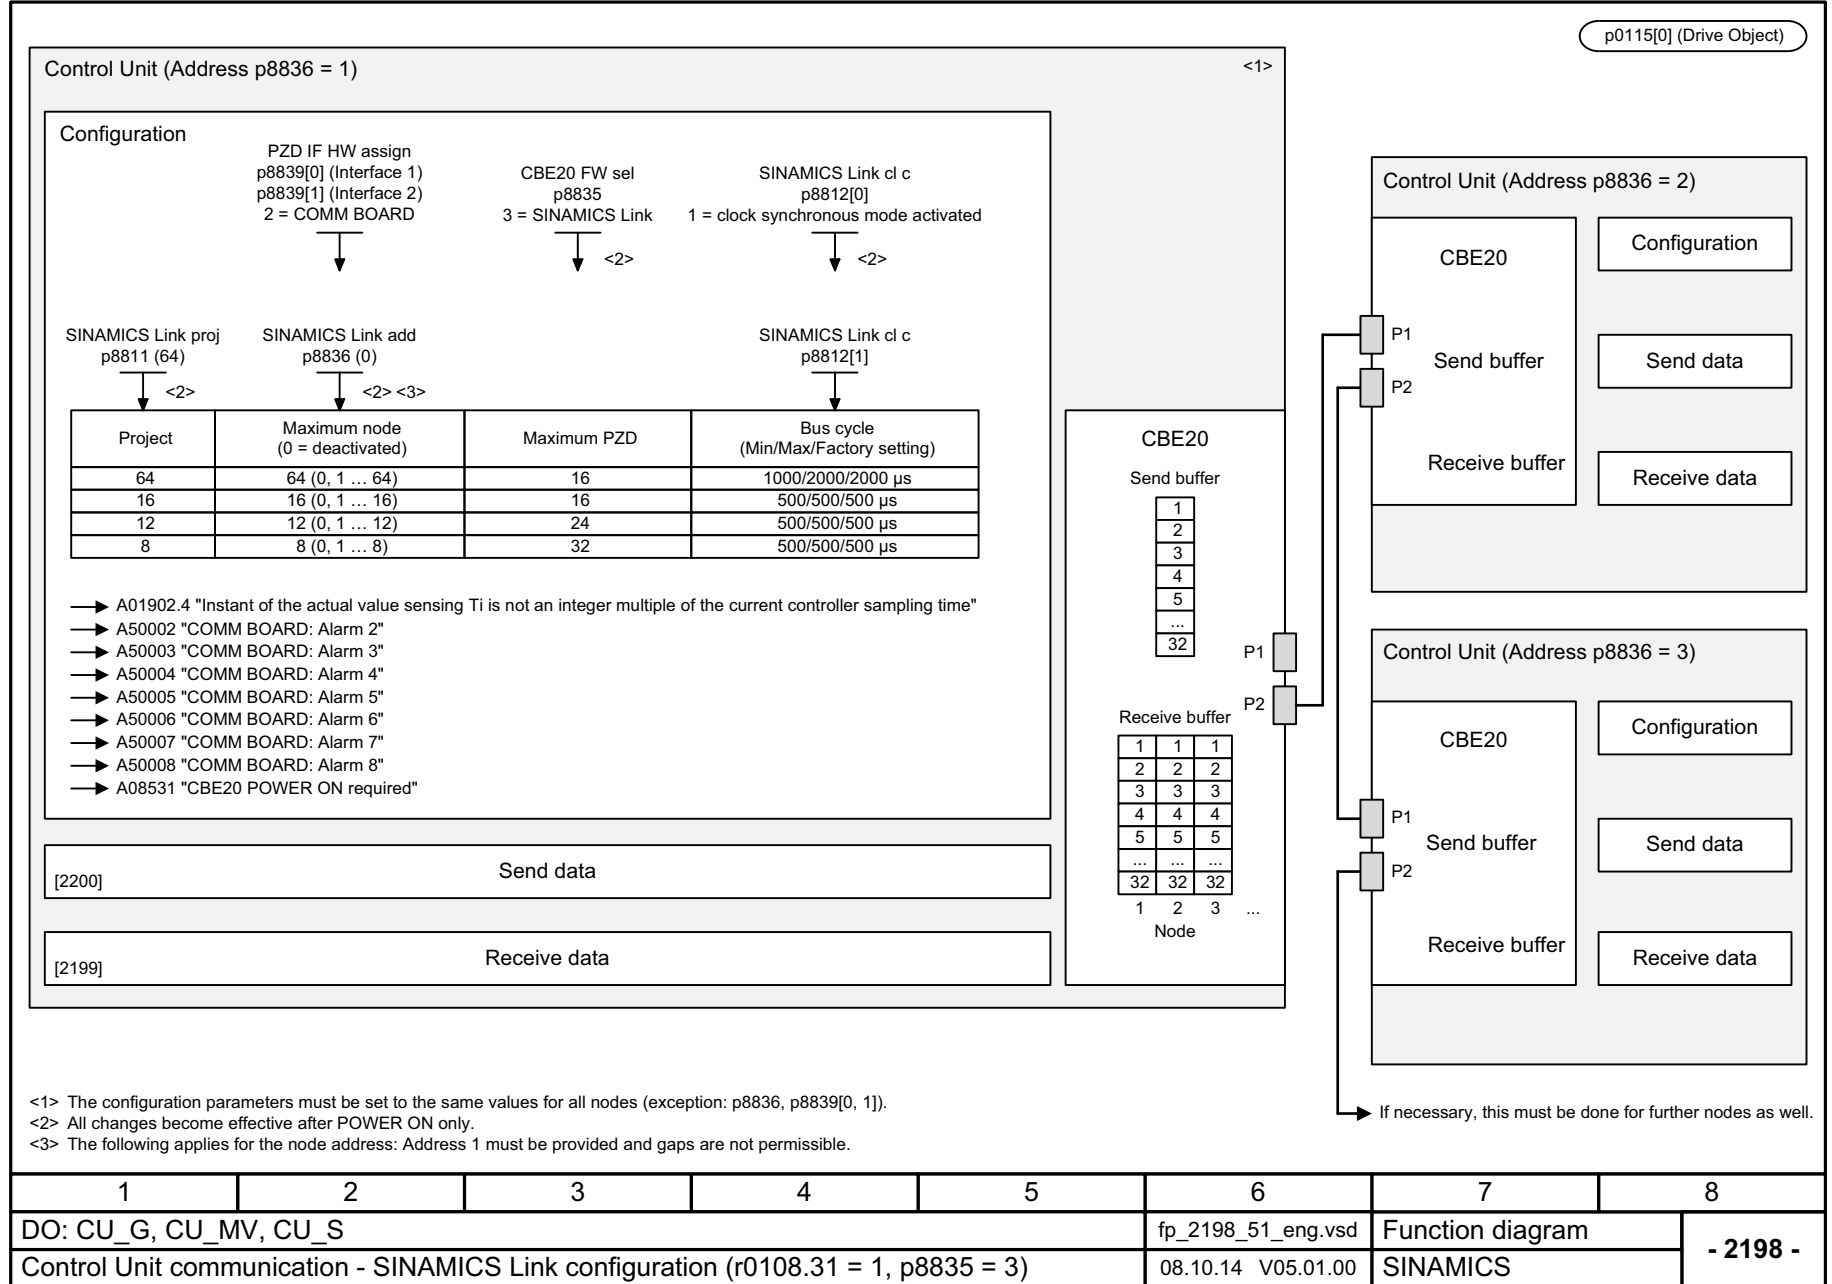 p0115[0] (Drive Object)
Control Unit (Address p8836 = 1)
<1>
Configuration
PZD IF HW assign
p8839[0] (Interface 1)
p8839[1] (Interface 2)
2 = COMM BOARD
CBE20 FW sel
p8835
3 = SINAMICS Link
<2>
SINAMICS Link cl c
p8812[0]
1 = clock synchronous mode activated
<2>
SINAMICS Link proj
p8811 (64)
<2>
SINAMICS Link add
p8836 (0)
<2> <3>
SINAMICS Link cl c
p8812[1]
Project
Maximum node
(0 = deactivated)
Maximum PZD
Bus cycle
(Min/Max/Factory setting)
64 64 (0, 1 … 64) 16 1000/2000/2000 µs
16 16 (0, 1 … 16) 16 500/500/500 µs
12 12 (0, 1 … 12) 24 500/500/500 µs
8 8 (0, 1 … 8) 32 500/500/500 µs
A01902.4 "Instant of the actual value sensing Ti is not an integer multiple of the current controller sampling time"
A50002 "COMM BOARD: Alarm 2"
A50003 "COMM BOARD: Alarm 3"
A50004 "COMM BOARD: Alarm 4"
A50005 "COMM BOARD: Alarm 5"
A50006 "COMM BOARD: Alarm 6"
A50007 "COMM BOARD: Alarm 7"
A50008 "COMM BOARD: Alarm 8"
A08531 "CBE20 POWER ON required"
[2200]
Send data
[2199]
Receive data
CBE20
Send buffer
1
2
3
4
5
...
32
P1
P2
Receive buffer
1 1 1
2 2 2
3 3 3
4 4 4
5 5 5
... ... ...
32 32 32
1 2 3 ...
Node
Control Unit (Address p8836 = 2)
CBE20
Configuration
P1
Send buffer
Send data
P2
Receive buffer
Receive data
Control Unit (Address p8836 = 3)
CBE20
Configuration
P1
Send buffer
Send data
P2
Receive buffer
Receive data
If necessary, this must be done for further nodes as well.
<1> The configuration parameters must be set to the same values for all nodes (exception: p8836, p8839[0, 1]).
<2> All changes become effective after POWER ON only.
<3> The following applies for the node address: Address 1 must be provided and gaps are not permissible.
1 2 3 4 5 6 7 8
DO: CU_G, CU_MV, CU_S
fp_2198_51_eng.vsd
Function diagram
- 2198 -
Control Unit communication - SINAMICS Link configuration (r0108.31 = 1, p8835 = 3)
08.10.14 V05.01.00
SINAMICS